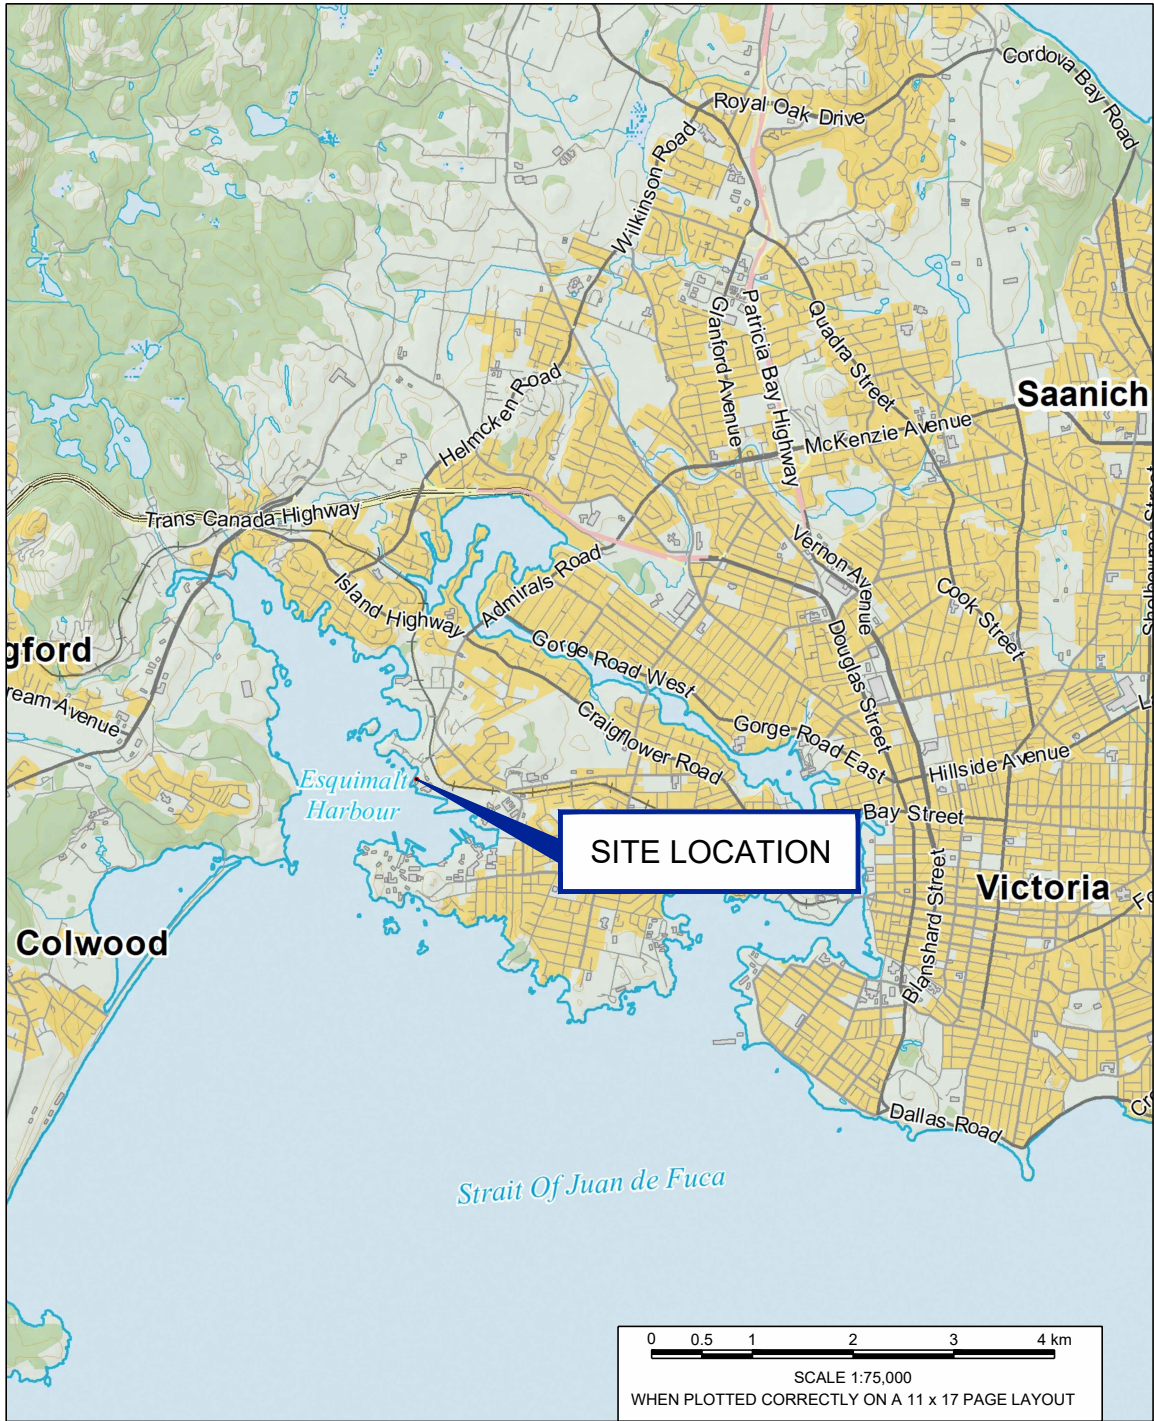 Cordova Bay Road
Royal Oak Drive
Wilkinson Road
Glanford Avenue
Patricia Bay Highway
Quadra Street
Saanich
Helmcken Road
McKenzie Avenue
Trans Canada Highway
Shelbourne Street
Vernon Avenue
Admirals Road
Island Highway
Cook Street
gford
Gorge Road West
Douglas Street
ream Avenue
Craigflower Road
Gorge Road East
Hillside Avenue
L
Esquimalt
Harbour
Bay Street
SITE LOCATION
Victoria
Fo
Blanshard Street
Colwood
Cre
Dallas Road
Strait Of Juan de Fuca
0 0.5 1 2 3 4 km
SCALE 1:75,000
WHEN PLOTTED CORRECTLY ON A 11 x 17 PAGE LAYOUT